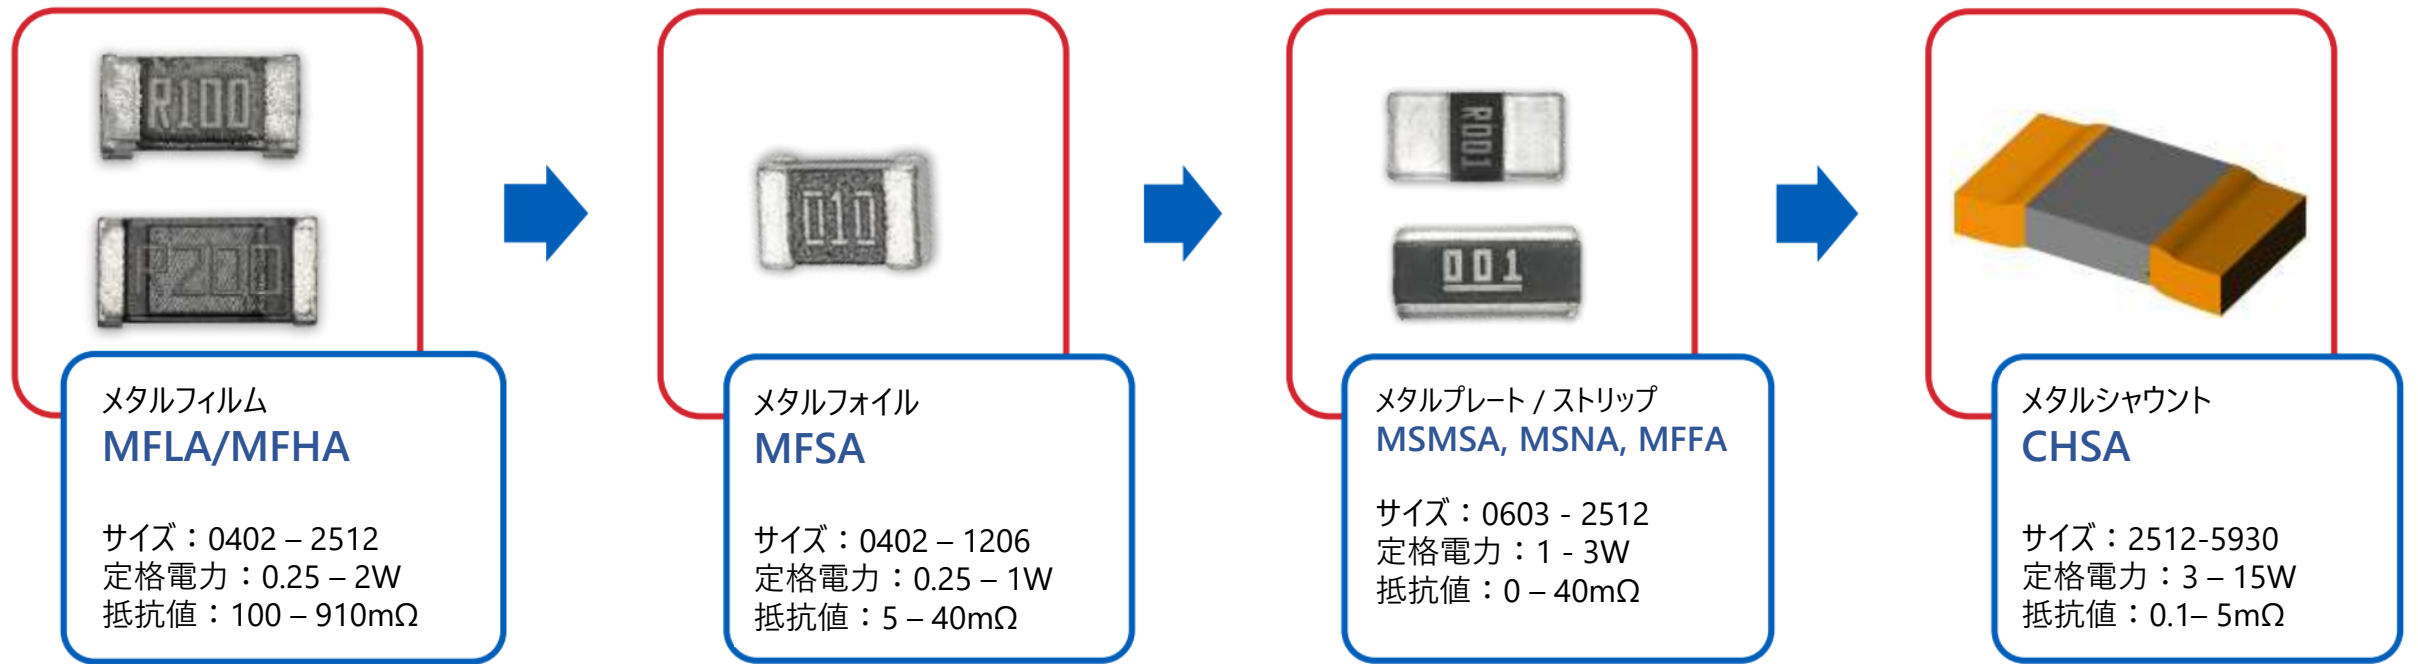 R100
R200
メタルフィルム
MFLA/MFHA
サイズ：0402 – 2512
定格電力：0.25 – 2W
抵抗値：100 – 910mΩ
010
メタルフォイル
MFSA
サイズ：0402 – 1206
定格電力：0.25 – 1W
抵抗値：5 – 40mΩ
R001
001
メタルプレート / ストリップ
MSMSA, MSNA, MFFA
サイズ：0603 - 2512
定格電力：1 - 3W
抵抗値：0 – 40mΩ
メタルシャウント
CHSA
サイズ：2512-5930
定格電力：3 – 15W
抵抗値：0.1– 5mΩ